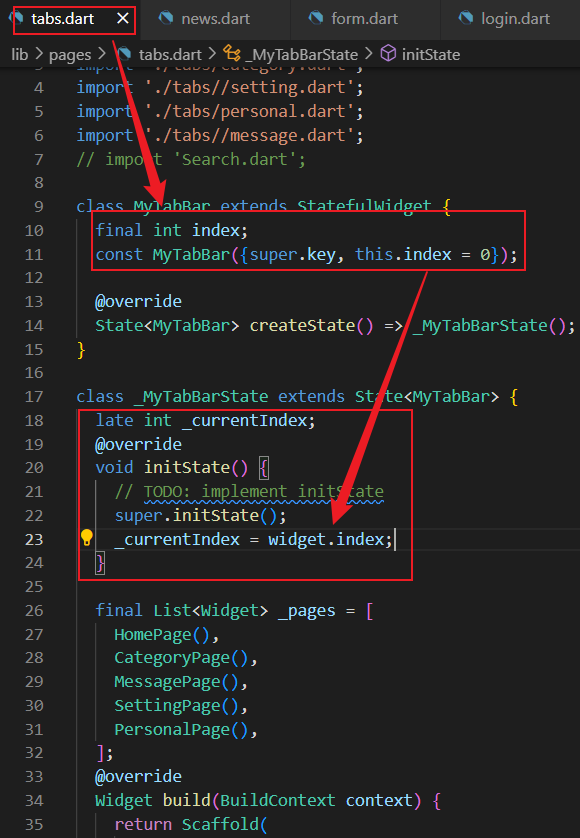 tabs.dart
news.dart
form.dart
login.dart
lib > pages > tabs.dart > _MyTabBarState > initState
3 import './tabs/category.dart';
4 import './tabs//setting.dart';
5 import './tabs/personal.dart';
6 import './tabs//message.dart';
7 // import 'Search.dart';
8
9 class MyTabBar extends StatefulWidget {
10 final int index;
11 const MyTabBar({super.key, this.index = 0});
12
13 @override
14 State<MyTabBar> createState() => _MyTabBarState();
15 }
16
17 class _MyTabBarState extends State<MyTabBar> {
18 late int _currentIndex;
19 @override
20 void initState() {
21 // TODO: implement initState
22 super.initState();
23 _currentIndex = widget.index;
24 }
25
26 final List<Widget> _pages = [
27 HomePage(),
28 CategoryPage(),
29 MessagePage(),
30 SettingPage(),
31 PersonalPage(),
32 ];
33 @override
34 Widget build(BuildContext context) {
35 return Scaffold(